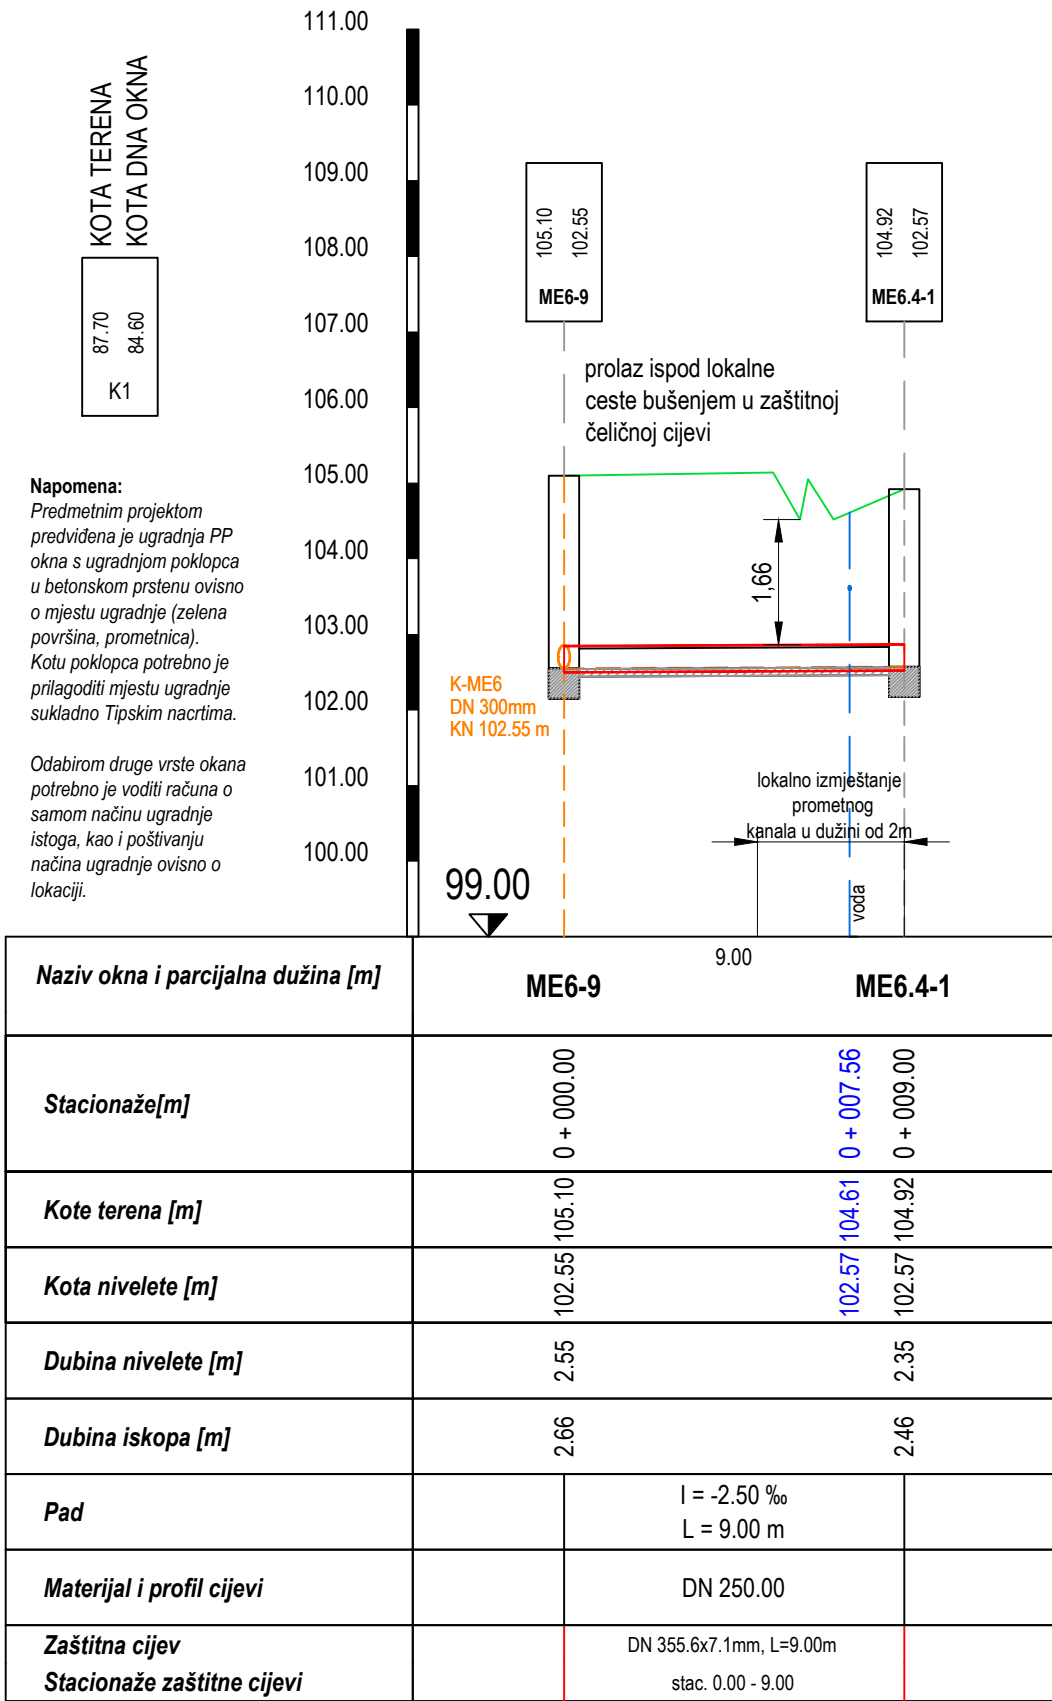 111.00
110.00
109.00
108.00
107.00
106.00
105.00
104.00
103.00
102.00
101.00
100.00
99.00
KOTA TERENA
KOTA DNA OKNA
87.70
84.60
K1
Napomena:
Predmetnim projektom
predviđena je ugradnja PP
okna s ugradnjom poklopca
u betonskom prstenu ovisno
o mjestu ugradnje (zelena
površina, prometnica).
Kotu poklopca potrebno je
prilagoditi mjestu ugradnje
sukladno Tipskim nacrtima.
Odabirom druge vrste okana
potrebno je voditi računa o
samom načinu ugradnje
istoga, kao i poštivanju
načina ugradnje ovisno o
lokaciji.
105.10
102.55
ME6-9
104.92
102.57
ME6.4-1
prolaz ispod lokalne
ceste bušenjem u zaštitnoj
čeličnoj cijevi
1,66
K-ME6
DN 300mm
KN 102.55 m
lokalno izmještanje
prometnog
kanala u dužini od 2m
voda
Naziv okna i parcijalna dužina [m]
ME6-9
9.00
ME6.4-1
Stacionaže[m]
0 + 000.00
0 + 007.56
0 + 009.00
Kote terena [m]
105.10
104.61
104.92
Kota nivelete [m]
102.55
102.57
102.57
Dubina nivelete [m]
2.55
2.35
Dubina iskopa [m]
2.66
2.46
Pad
I = -2.50 ‰
L = 9.00 m
Materijal i profil cijevi
DN 250.00
Zaštitna cijev
DN 355.6x7.1mm, L=9.00m
Stacionaže zaštitne cijevi
stac. 0.00 - 9.00